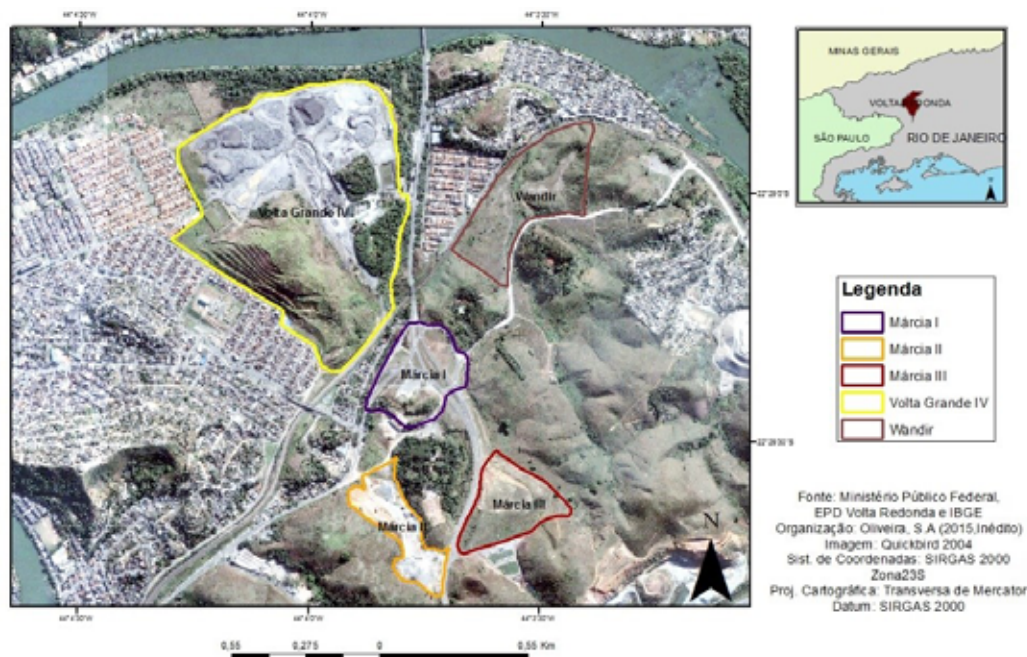 44°4'0"W
MINAS GERAIS
VOLTA REDONDA
SÃO PAULO
RIO DE JANEIRO
Volta Grande IV
Wandir
Márcia I
Márcia II
Márcia III
N
Legenda
Márcia I
Márcia II
Márcia III
Volta Grande IV
Wandir
Fonte: Ministério Público Federal,
EPD Volta Redonda e IBGE
Organização: Oliveira, S.A (2015,Inédito)
Imagem: Quickbird 2004
Sist. de Coordenadas: SIRGAS 2000
Zona23S
Proj. Cartográfica: Transversa de Mercator
Datum: SIRGAS 2000
0,55 0,275 0 0,55 Km